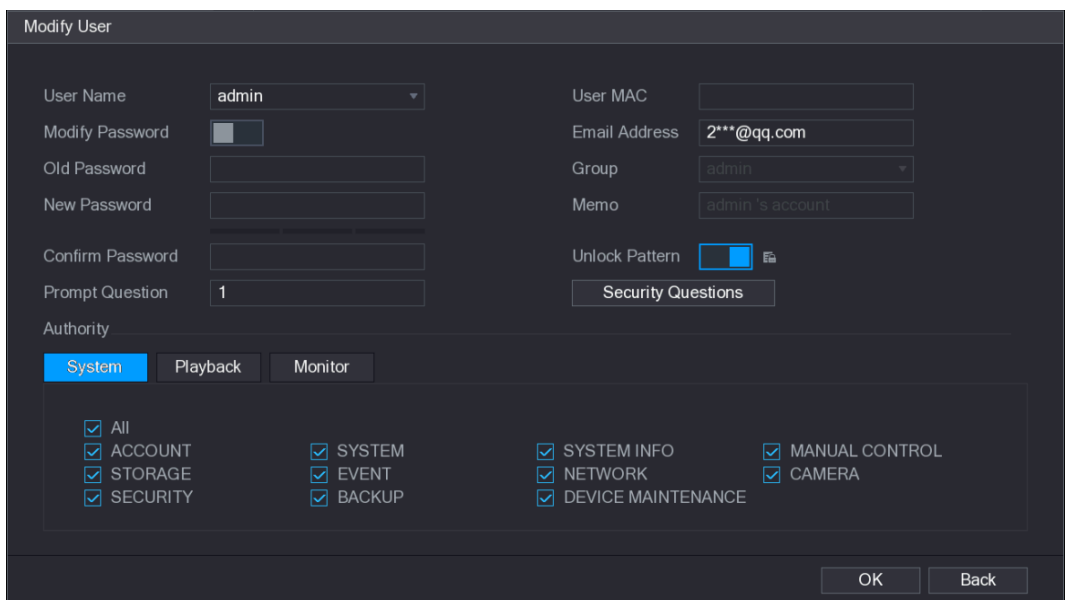 Modify User
User Name admin User MAC
Modify Password Email Address 2***@qq.com
Old Password Group admin
New Password Memo admin 's account
Confirm Password Unlock Pattern
Prompt Question 1 Security Questions
Authority
System Playback Monitor
All
ACCOUNT SYSTEM SYSTEM INFO MANUAL CONTROL
STORAGE EVENT NETWORK CAMERA
SECURITY BACKUP DEVICE MAINTENANCE
OK Back